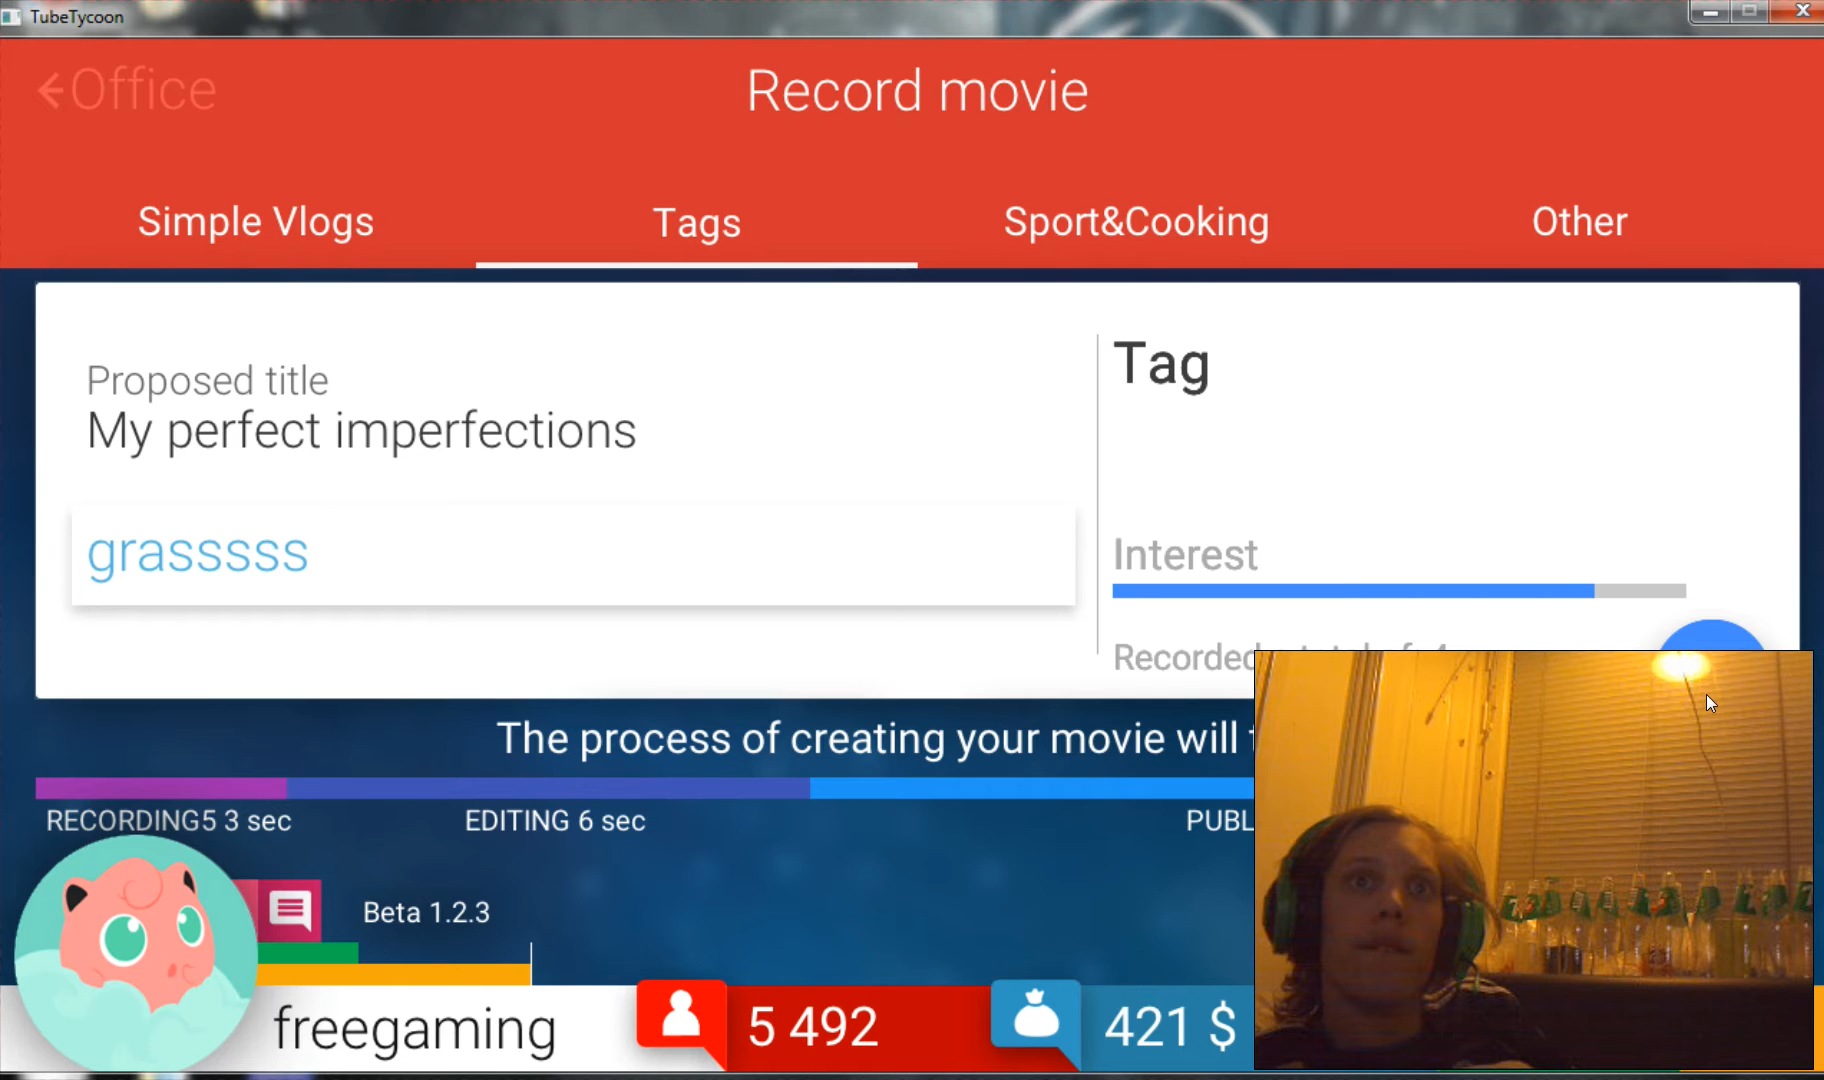 TubeTycoon
Office
Record movie
Simple Vlogs
Tags
Sport&Cooking
Other
Proposed title
My perfect imperfections
grasssss
Tag
Interest
Recorded
The process of creating your movie will
RECORDING5 3 sec
EDITING 6 sec
PUBL
Beta 1.2.3
freegaming
5 492
421 $